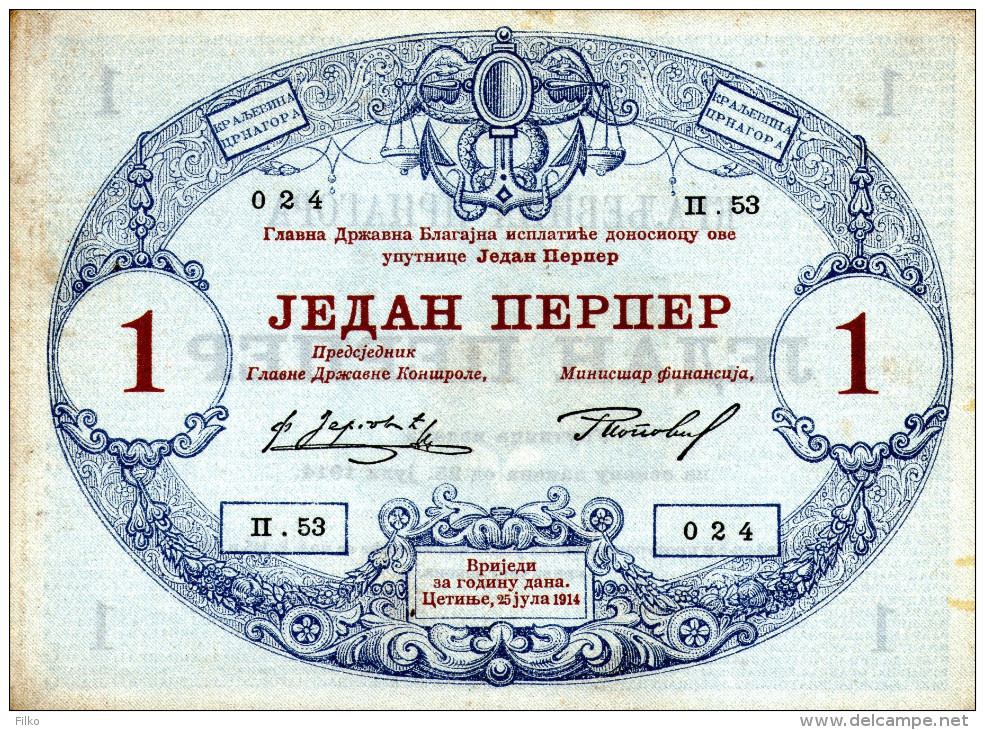 КРАЉЕВИНА
ЦРНАГОРА
КРАЉЕВИНА
ЦРНАГОРА
024
П.53
Главна Државна Благајна исплатиће доносиоцу ове
упутнице Један Перпер
1
ЈЕДАН ПЕРПЕР
1
Предсједник
Главне Државне Контроле,
Министар финансија,
П.53
024
Вриједи
за годину дана.
Цетиње, 25 јула 1914
Filko
delcampe.net